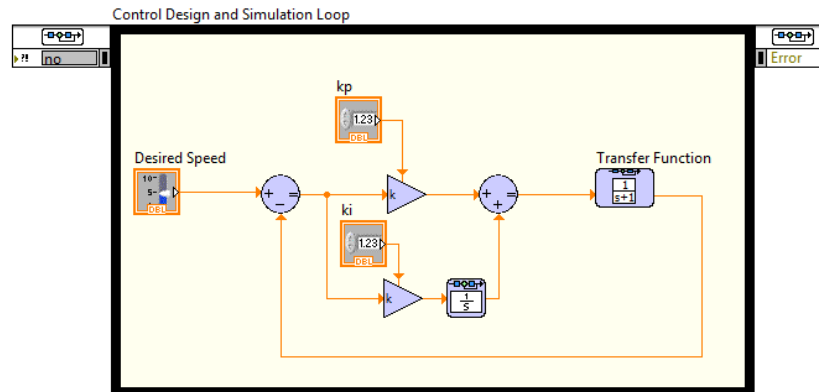 Control Design and Simulation Loop
?! no
Error
kp
1.23
DBL
Desired Speed
10
5
DBL
+
−
=
k
+
+
=
Transfer Function
1
s+1
ki
1.23
DBL
k
1
s